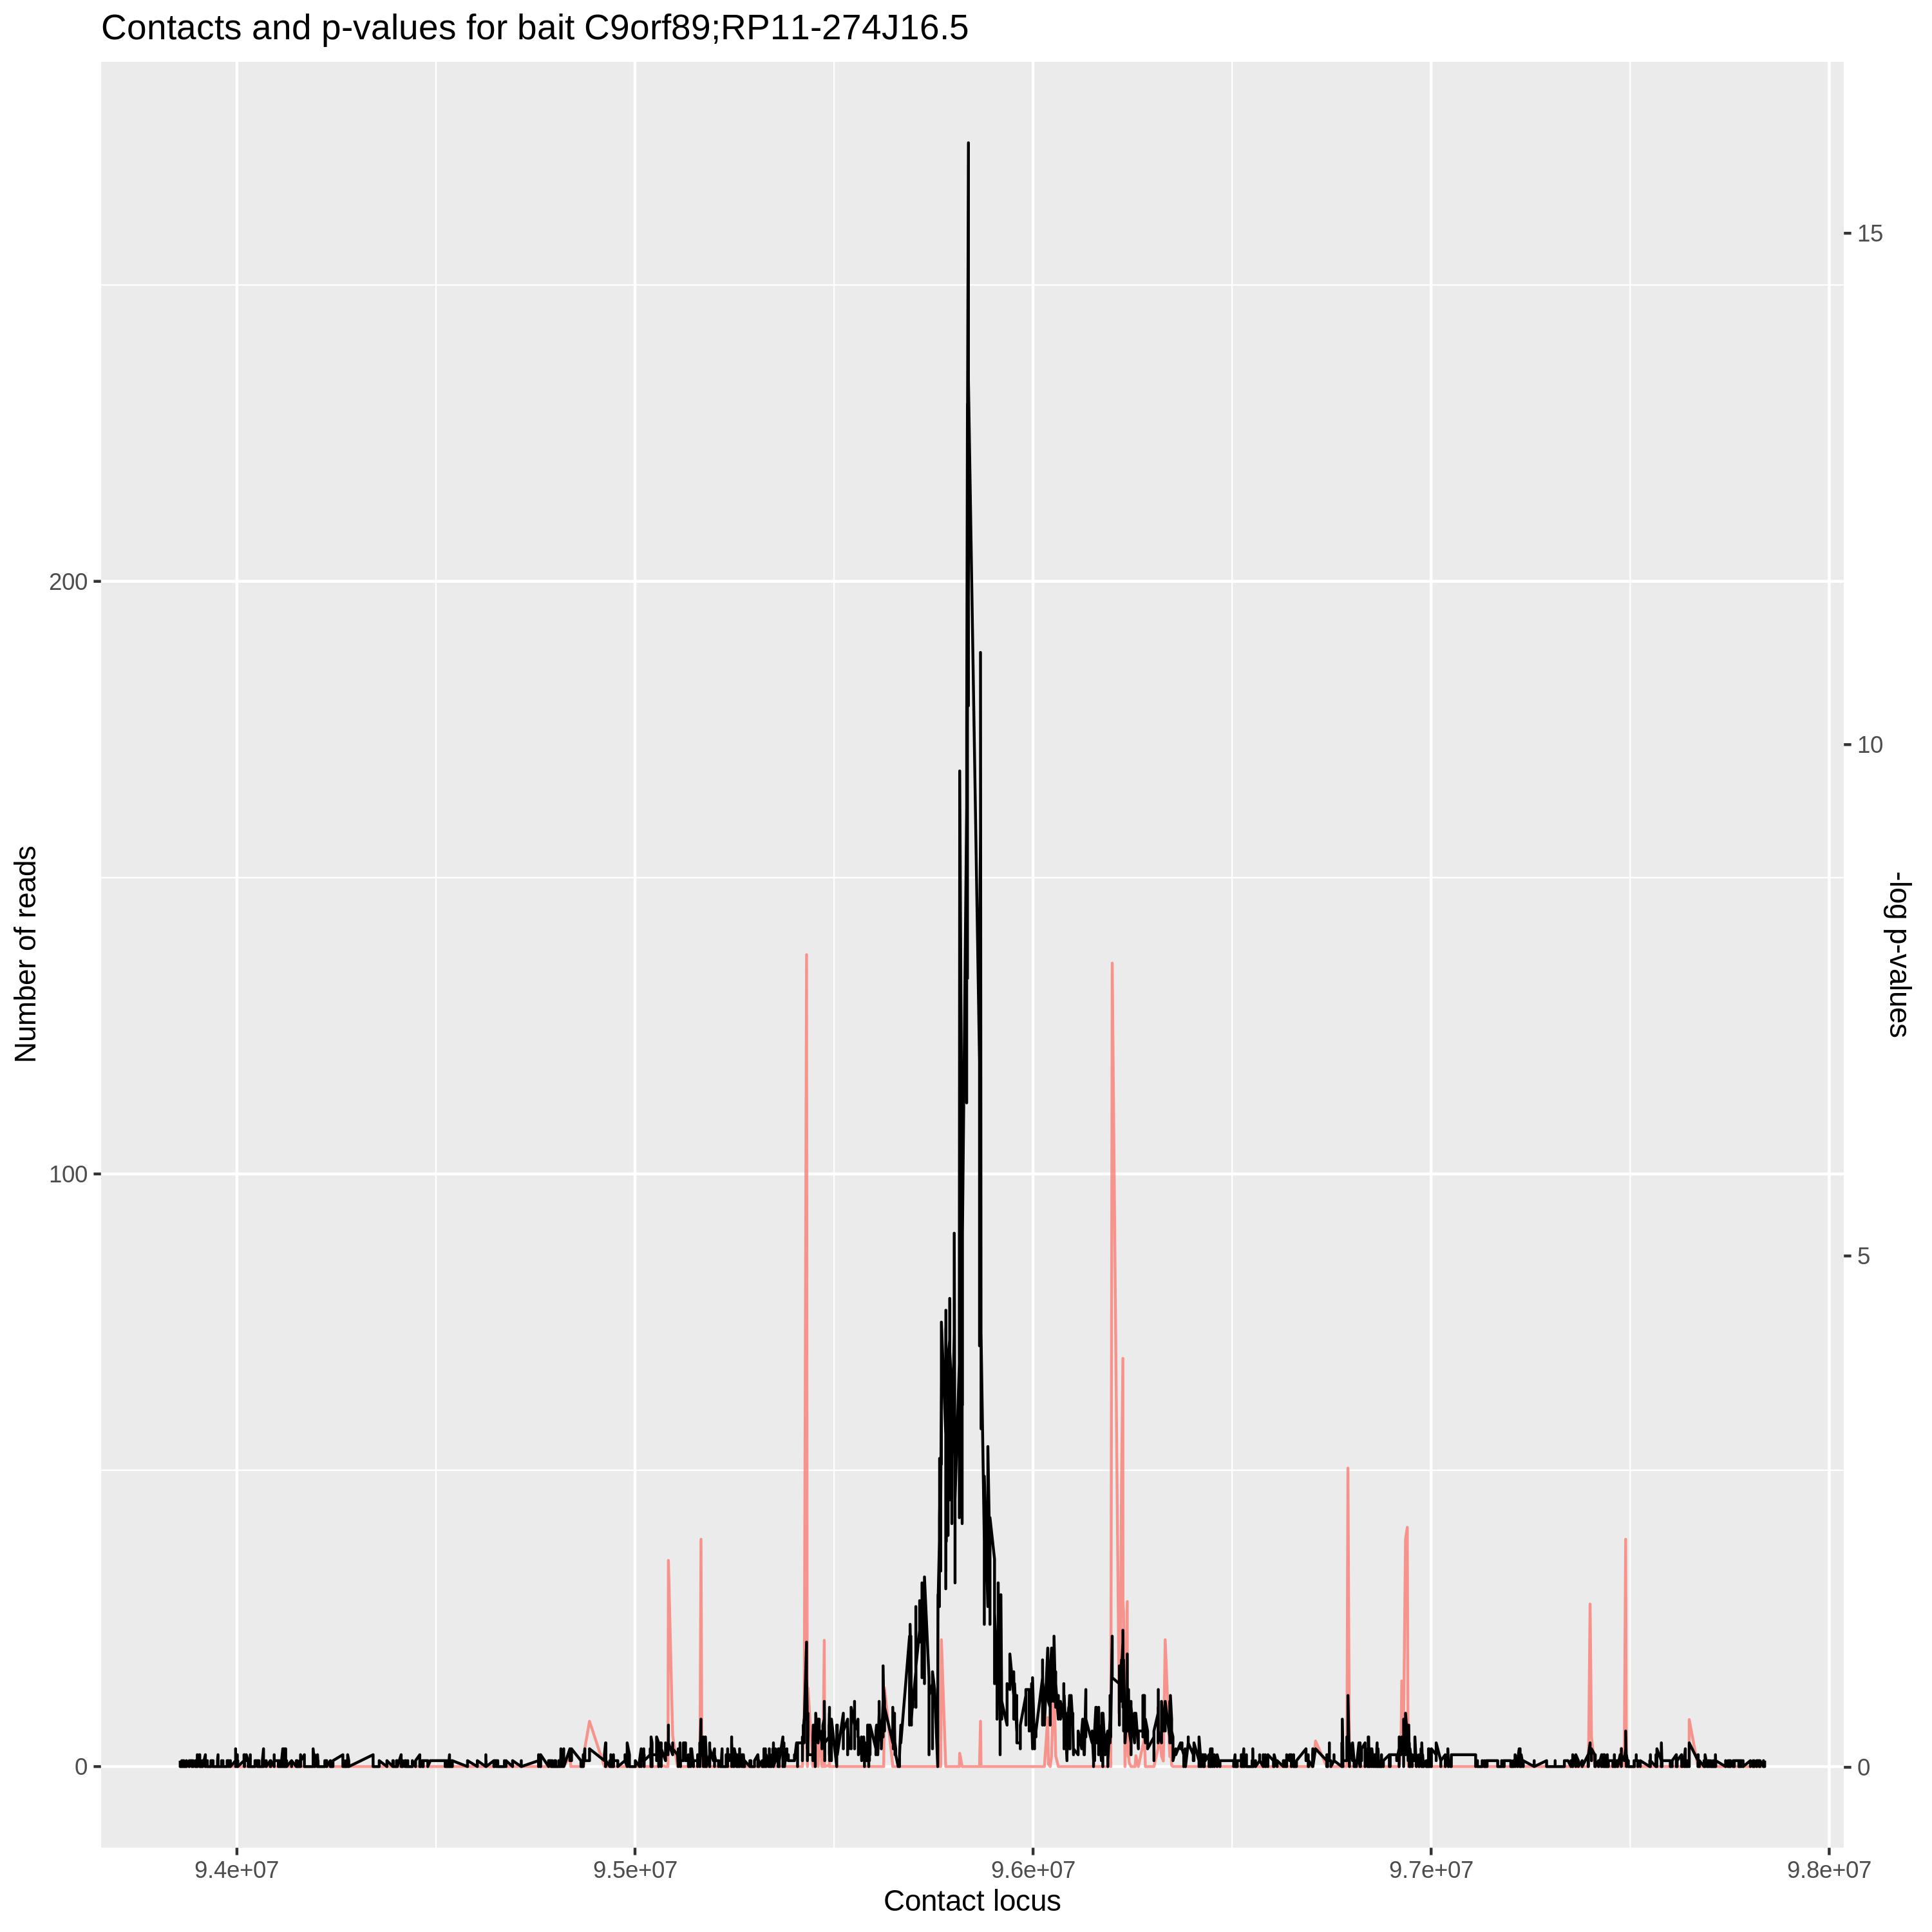 Contacts and p-values for bait C9orf89;RP11-274J16.5
Number of reads
200
100
0
15
10
5
0
-log p-values
9.4e+07
9.5e+07
9.6e+07
9.7e+07
9.8e+07
Contact locus